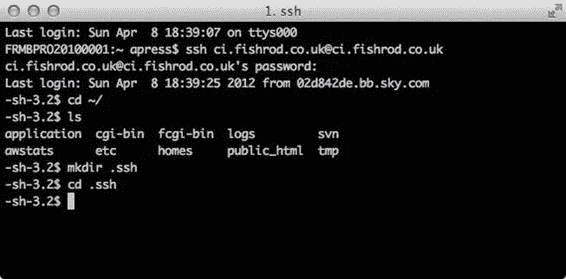 1. ssh
Last login: Sun Apr  8 18:39:07 on ttys000
FRMBPRO20100001:~ apress$ ssh ci.fishrod.co.uk@ci.fishrod.co.uk
ci.fishrod.co.uk@ci.fishrod.co.uk's password:
Last login: Sun Apr  8 18:39:25 2012 from 02d842de.bb.sky.com
-sh-3.2$ cd ~/
-sh-3.2$ ls
application  cgi-bin  fcgi-bin  logs         svn
awstats      etc      homes     public_html  tmp
-sh-3.2$ mkdir .ssh
-sh-3.2$ cd .ssh
-sh-3.2$